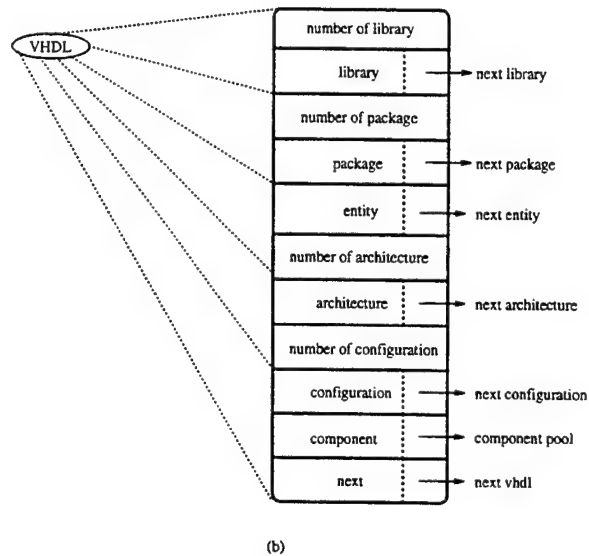 VHDL
number of library
library next library
number of package
package next package
entity next entity
number of architecture
architecture next architecture
number of configuration
configuration next configuration
component component pool
next next vhdl
(b)